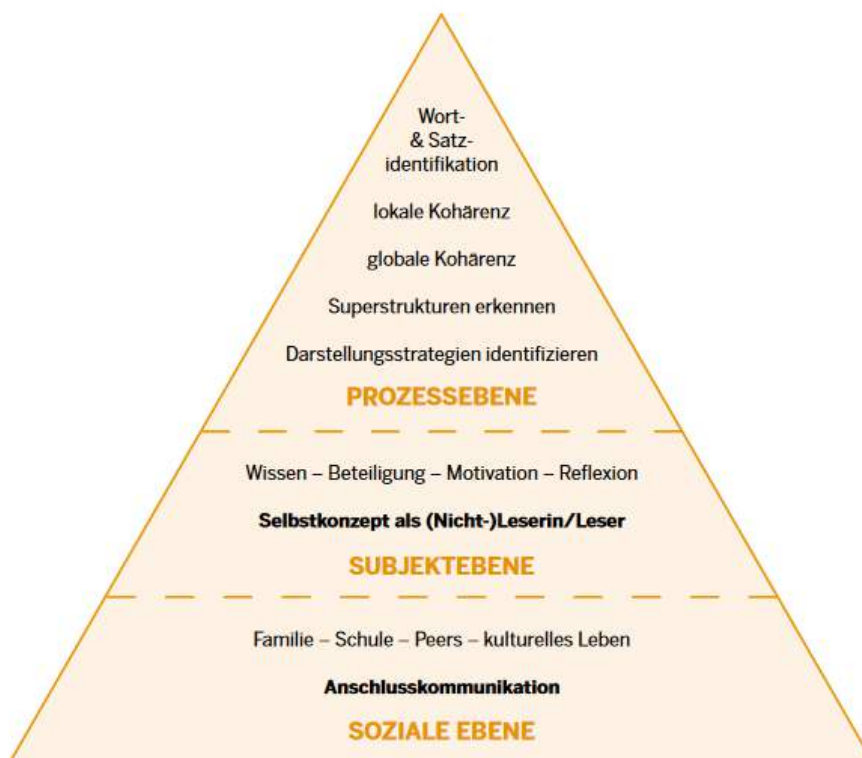 Wort-
& Satz-
identifikation
lokale Kohärenz
globale Kohärenz
Superstrukturen erkennen
Darstellungsstrategien identifizieren
PROZESSEBENE
Wissen – Beteiligung – Motivation – Reflexion
Selbstkonzept als (Nicht-)Leserin/Leser
SUBJEKTEBENE
Familie – Schule – Peers – kulturelles Leben
Anschlusskommunikation
SOZIALE EBENE